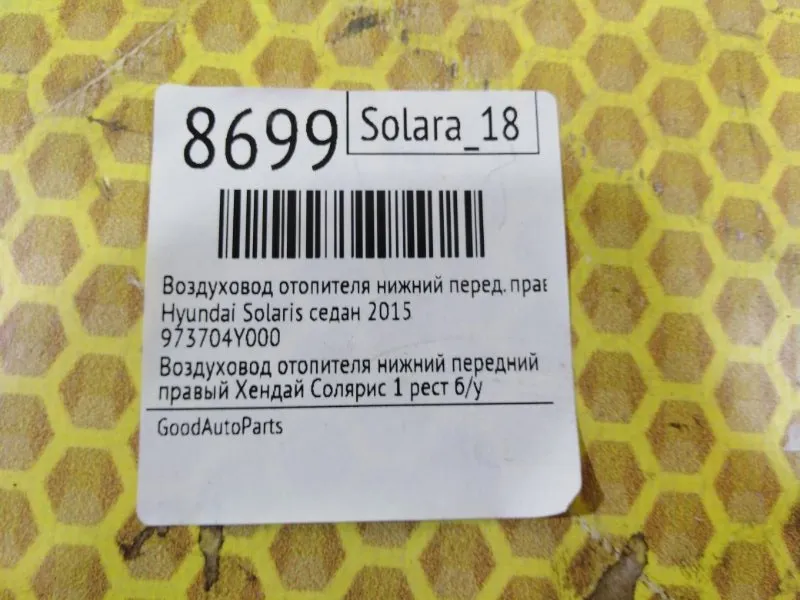 8699
Solara_18
Воздуховод отопителя нижний перед. прав
Hyundai Solaris седан 2015
973704Y000
Воздуховод отопителя нижний передний
правый Хендай Солярис 1 рест б/у
GoodAutoParts